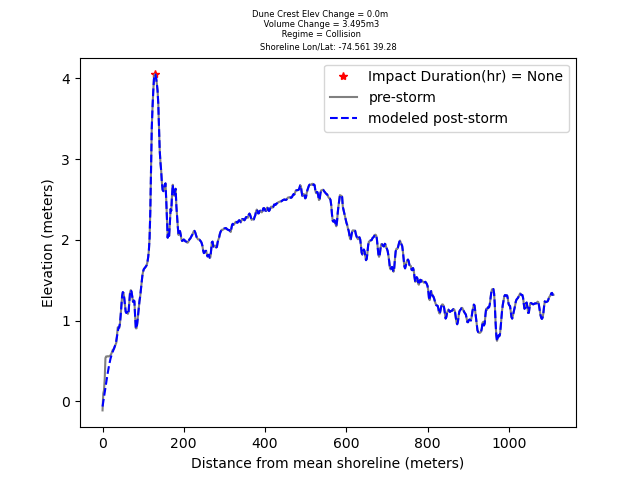 Dune Crest Elev Change = 0.0m
Volume Change = 3.495m3
Regime = Collision
Shoreline Lon/Lat: -74.561 39.28
Impact Duration(hr) = None
pre-storm
modeled post-storm
Elevation (meters)
4
3
2
1
0
0 200 400 600 800 1000
Distance from mean shoreline (meters)